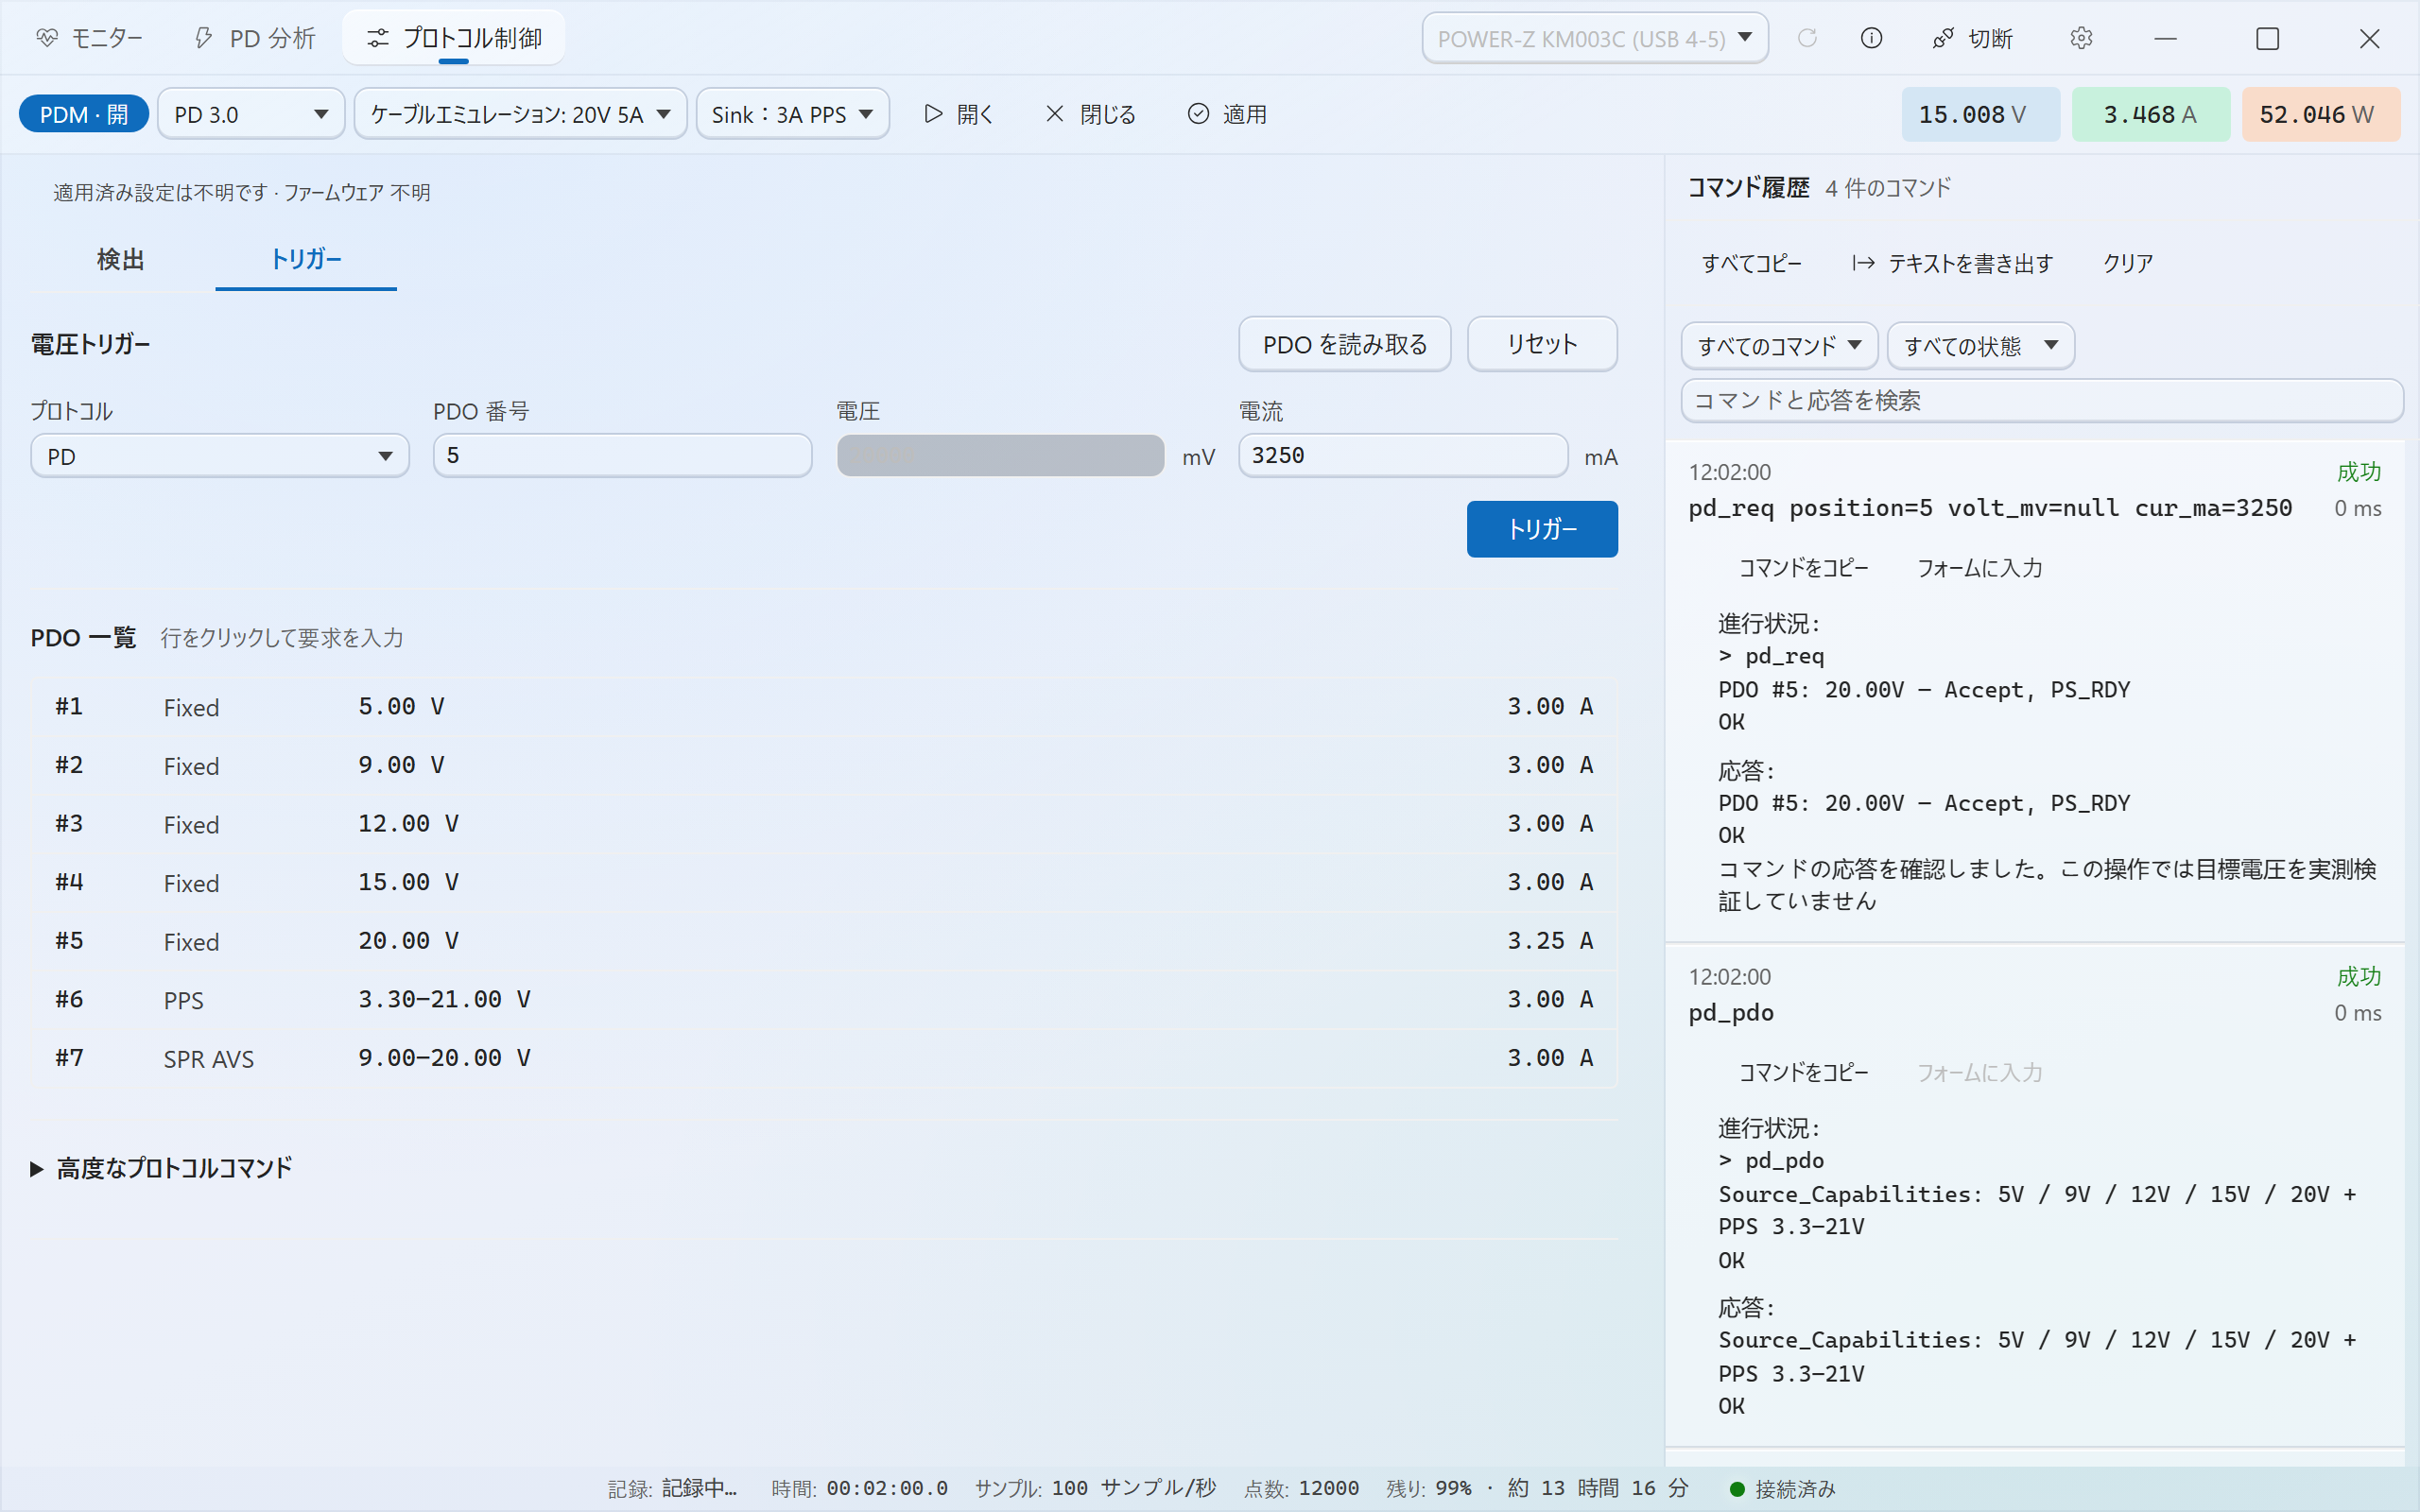 モニター
PD 分析
プロトコル制御
POWER-Z KM003C (USB 4-5)
切断
PDM · 開
PD 3.0
ケーブルエミュレーション: 20V 5A
Sink：3A PPS
開く
閉じる
適用
15.008 V
3.468 A
52.046 W
適用済み設定は不明です · ファームウェア 不明
検出
トリガー
電圧トリガー
PDO を読み取る
リセット
プロトコル
PDO 番号
電圧
電流
PD
5
mV
3250
mA
トリガー
PDO 一覧 行をクリックして要求を入力
#1 Fixed 5.00 V 3.00 A
#2 Fixed 9.00 V 3.00 A
#3 Fixed 12.00 V 3.00 A
#4 Fixed 15.00 V 3.00 A
#5 Fixed 20.00 V 3.25 A
#6 PPS 3.30–21.00 V 3.00 A
#7 SPR AVS 9.00–20.00 V 3.00 A
高度なプロトコルコマンド
コマンド履歴 4 件のコマンド
すべてコピー
テキストを書き出す
クリア
すべてのコマンド
すべての状態
コマンドと応答を検索
12:02:00 成功
pd_req position=5 volt_mv=null cur_ma=3250 0 ms
コマンドをコピー フォームに入力
進行状況:
> pd_req
PDO #5: 20.00V — Accept, PS_RDY
OK
応答:
PDO #5: 20.00V — Accept, PS_RDY
OK
コマンドの応答を確認しました。この操作では目標電圧を実測検
証していません
12:02:00 成功
pd_pdo 0 ms
コマンドをコピー フォームに入力
進行状況:
> pd_pdo
Source_Capabilities: 5V / 9V / 12V / 15V / 20V +
PPS 3.3–21V
OK
応答:
Source_Capabilities: 5V / 9V / 12V / 15V / 20V +
PPS 3.3–21V
OK
記録: 記録中… 時間: 00:02:00.0 サンプル: 100 サンプル/秒 点数: 12000 残り: 99% · 約 13 時間 16 分 接続済み